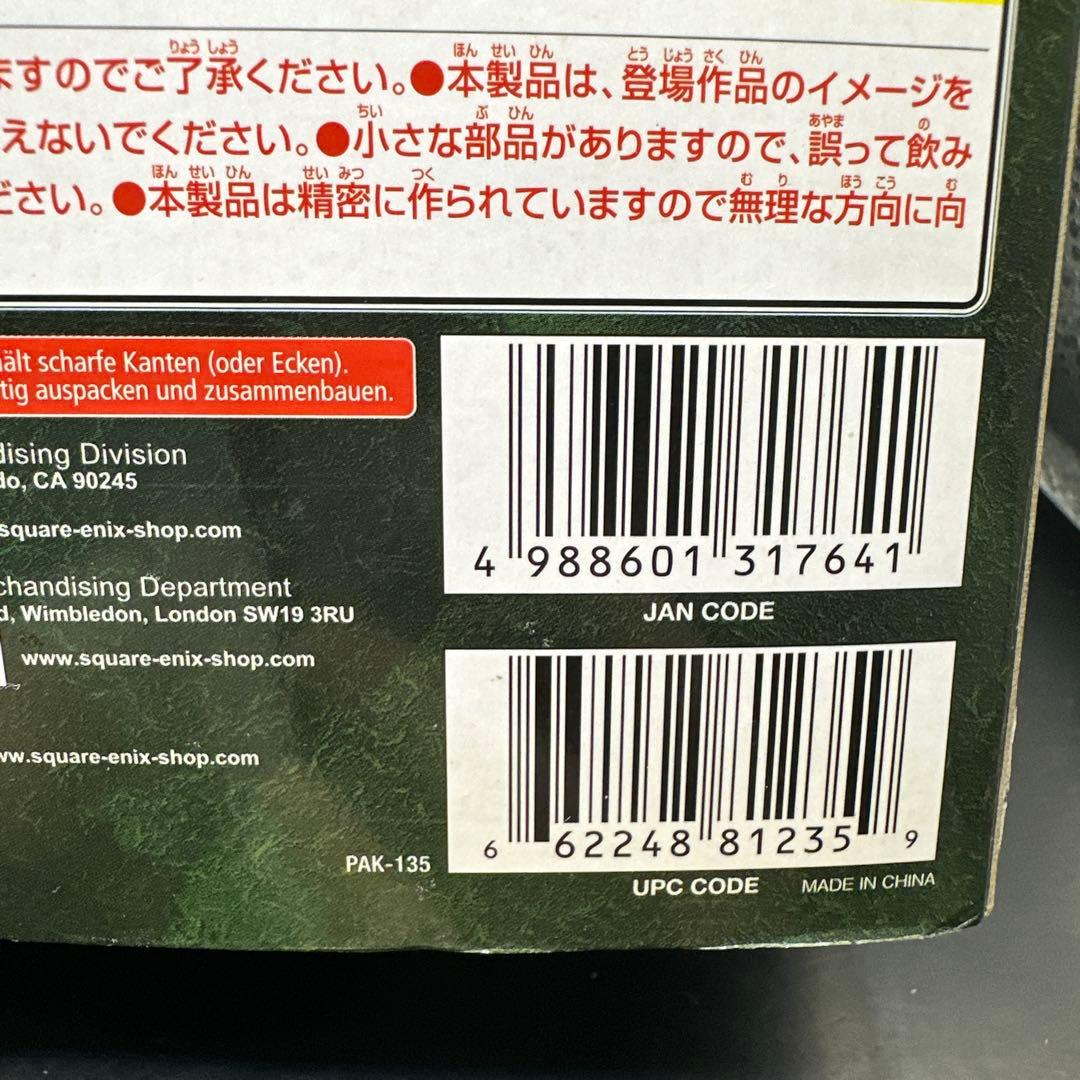 ますのでご了承ください。●本製品は、登場作品のイメージを
えないでください。●小さな部品がありますので、誤って飲み
ださい。●本製品は精密に作られていますので無理な方向に向
hält scharfe Kanten (oder Ecken).
tig auspacken und zusammenbauen.
dising Division
do, CA 90245
square-enix-shop.com
chandising Department
d, Wimbledon, London SW19 3RU
www.square-enix-shop.com
ww.square-enix-shop.com
PAK-135
4 988601 317641
JAN CODE
6 62248 81235 9
UPC CODE
MADE IN CHINA